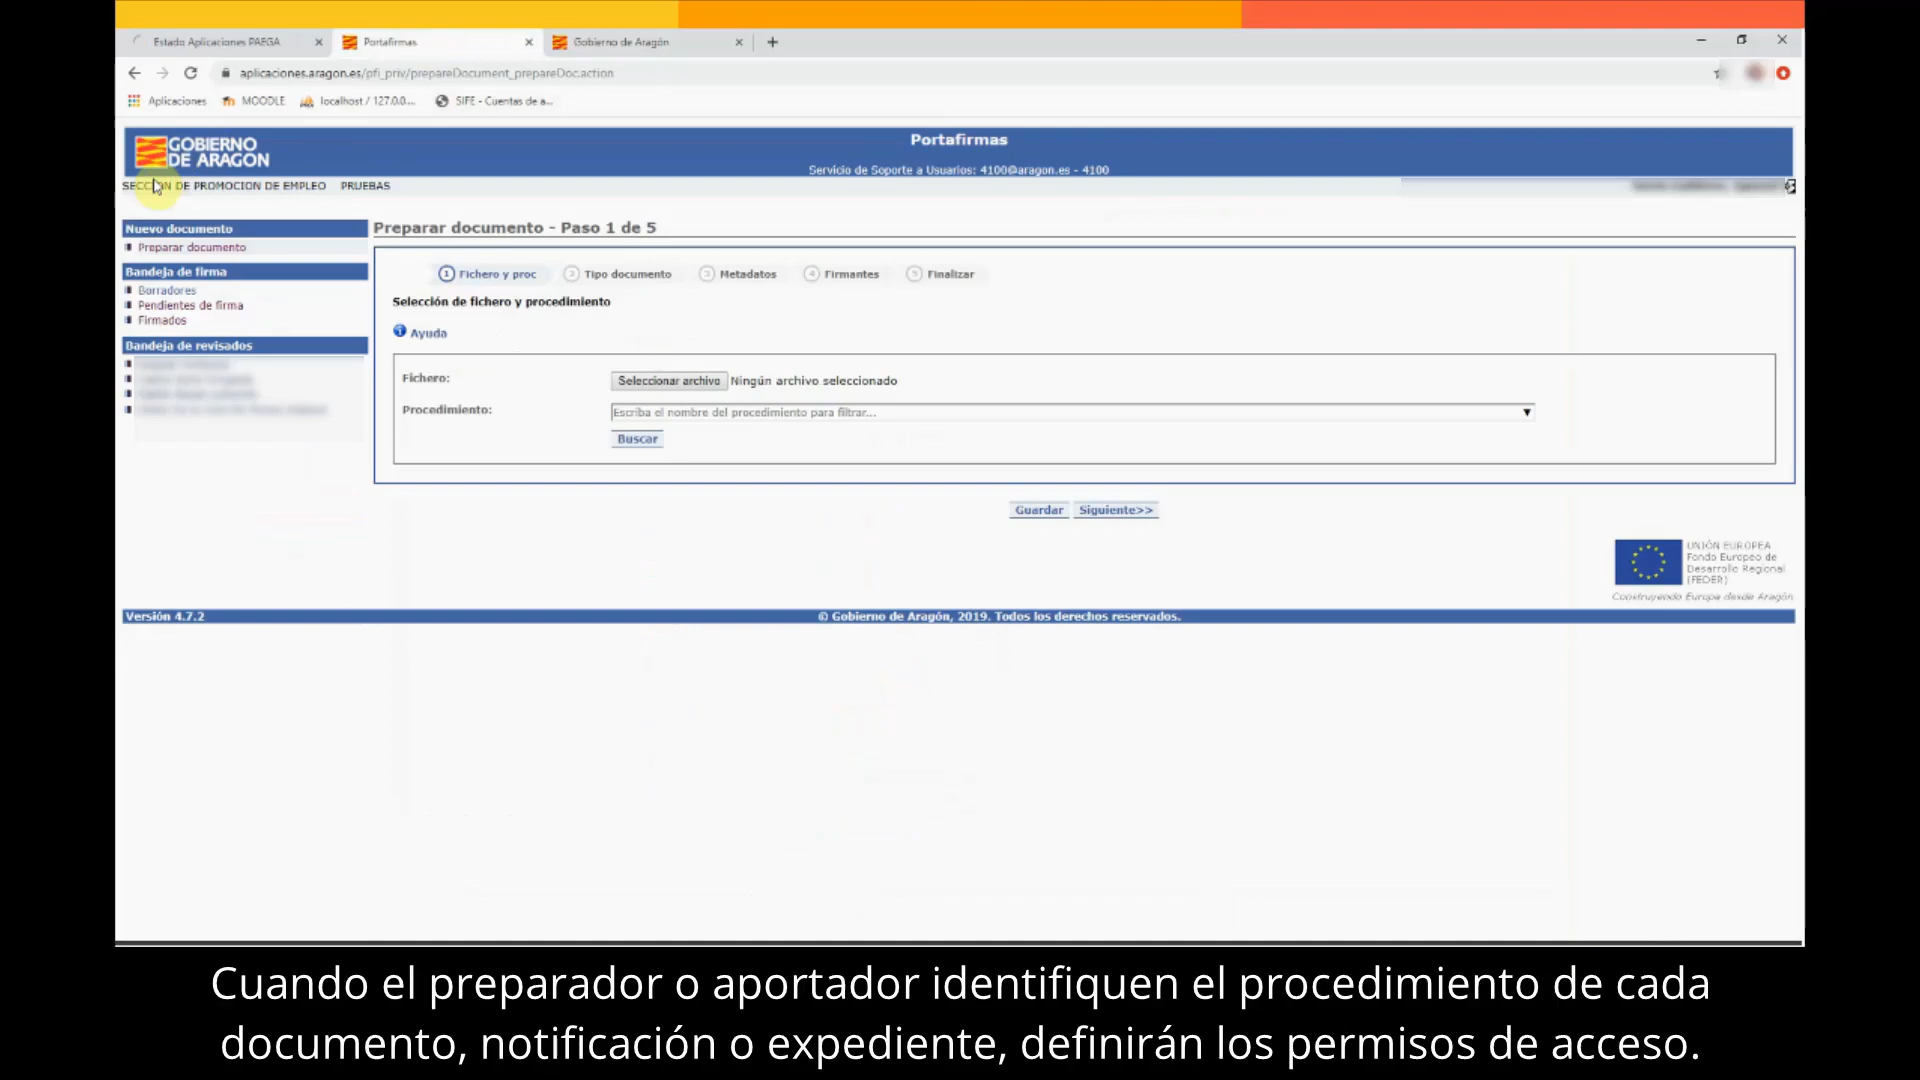 Estado Aplicaciones PAEGA
Portafirmas
Gobierno de Aragón
aplicaciones.aragon.es/pfi_priv/prepareDocument_prepareDoc.action
Aplicaciones
MOODLE
localhost / 127.0.0...
SIFE - Cuentas de a...
GOBIERNO
DE ARAGON
Portafirmas
Servicio de Soporte a Usuarios: 4100@aragon.es - 4100
SECCION DE PROMOCION DE EMPLEO PRUEBAS
Nuevo documento
Preparar documento
Bandeja de firma
Borradores
Pendientes de firma
Firmados
Bandeja de revisados
Preparar documento - Paso 1 de 5
1 Fichero y proc
2 Tipo documento
3 Metadatos
4 Firmantes
5 Finalizar
Selección de fichero y procedimiento
Ayuda
Fichero:
Seleccionar archivo Ningún archivo seleccionado
Procedimiento:
Escriba el nombre del procedimiento para filtrar...
Buscar
Guardar
Siguiente>>
UNIÓN EUROPEA
Fondo Europeo de
Desarrollo Regional
(FEDER)
Construyendo Europa desde Aragón
Versión 4.7.2
© Gobierno de Aragón, 2019. Todos los derechos reservados.
Cuando el preparador o aportador identifiquen el procedimiento de cada
documento, notificación o expediente, definirán los permisos de acceso.